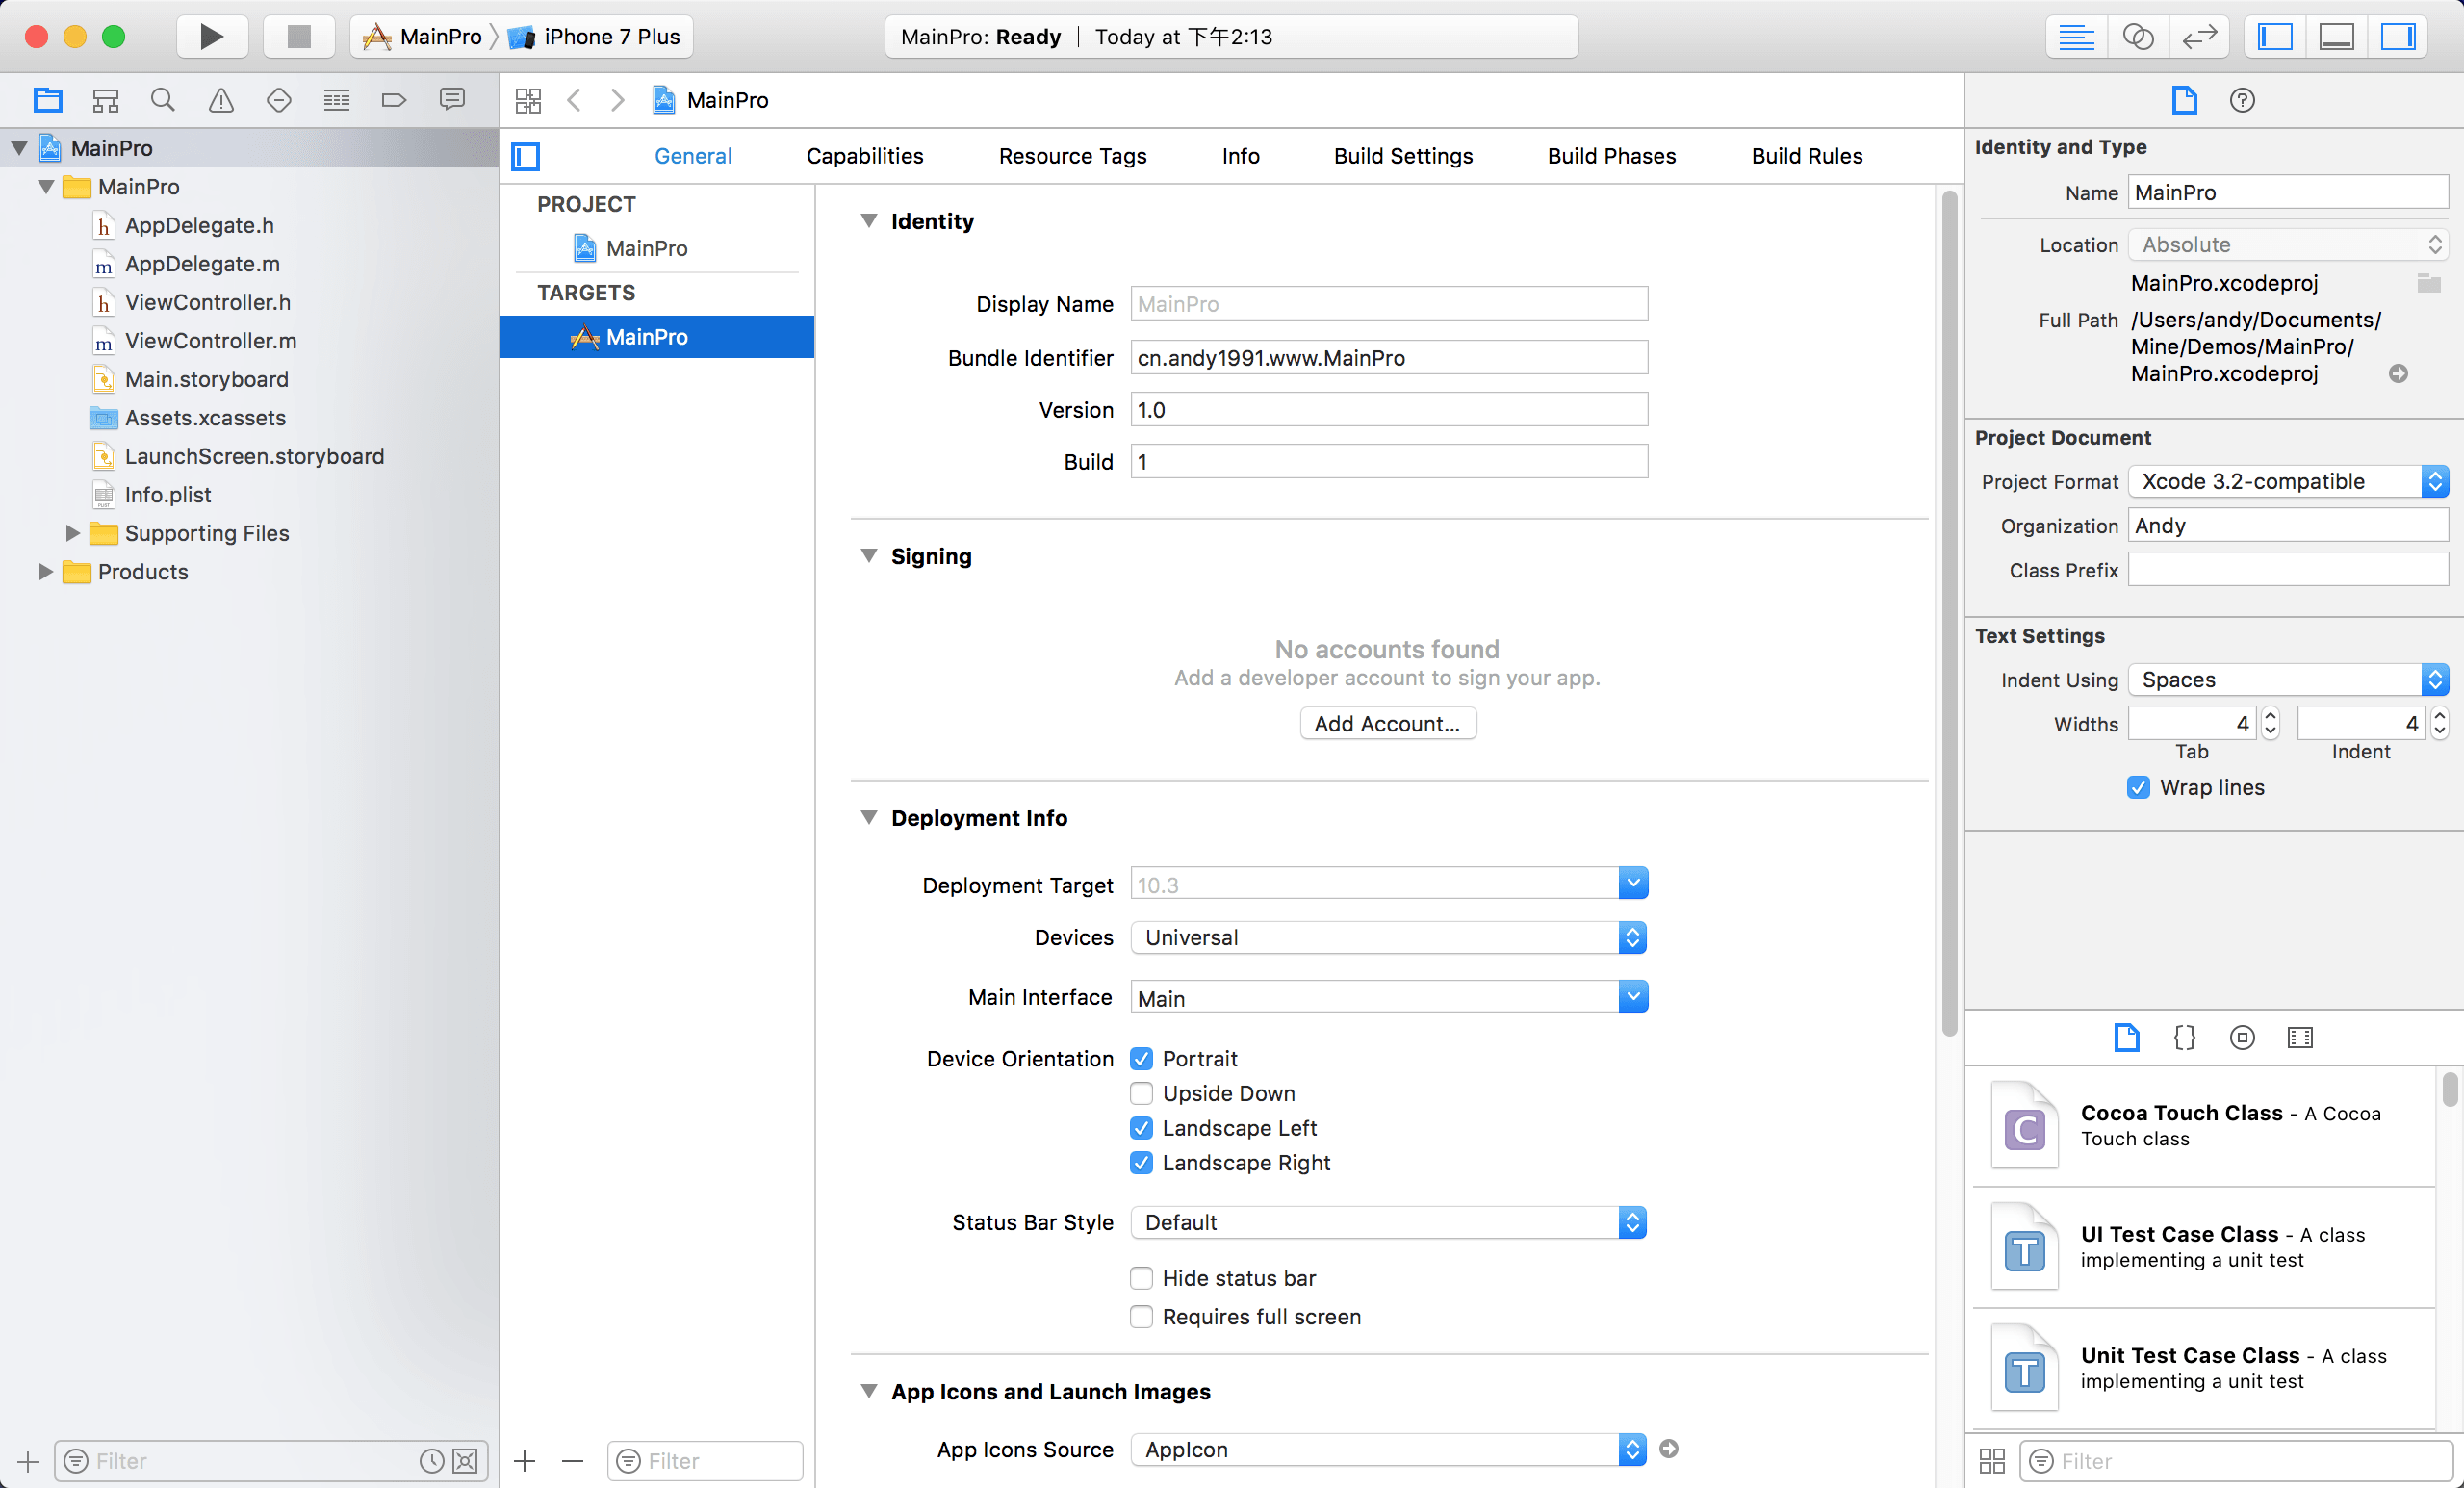 MainPro
iPhone 7 Plus
MainPro: Ready
Today at 下午2:13
MainPro
MainPro
MainPro
AppDelegate.h
AppDelegate.m
ViewController.h
ViewController.m
Main.storyboard
Assets.xcassets
LaunchScreen.storyboard
Info.plist
Supporting Files
Products
Filter
General
Capabilities
Resource Tags
Info
Build Settings
Build Phases
Build Rules
PROJECT
MainPro
TARGETS
MainPro
Filter
Identity
Display Name
MainPro
Bundle Identifier
cn.andy1991.www.MainPro
Version
1.0
Build
1
Signing
No accounts found
Add a developer account to sign your app.
Add Account...
Deployment Info
Deployment Target
10.3
Devices
Universal
Main Interface
Main
Device Orientation
Portrait
Upside Down
Landscape Left
Landscape Right
Status Bar Style
Default
Hide status bar
Requires full screen
App Icons and Launch Images
App Icons Source
AppIcon
Identity and Type
Name
MainPro
Location
Absolute
MainPro.xcodeproj
Full Path
/Users/andy/Documents/
Mine/Demos/MainPro/
MainPro.xcodeproj
Project Document
Project Format
Xcode 3.2-compatible
Organization
Andy
Class Prefix
Text Settings
Indent Using
Spaces
Widths
4
4
Tab
Indent
Wrap lines
Cocoa Touch Class - A Cocoa
Touch class
UI Test Case Class - A class
implementing a unit test
Unit Test Case Class - A class
implementing a unit test
Filter